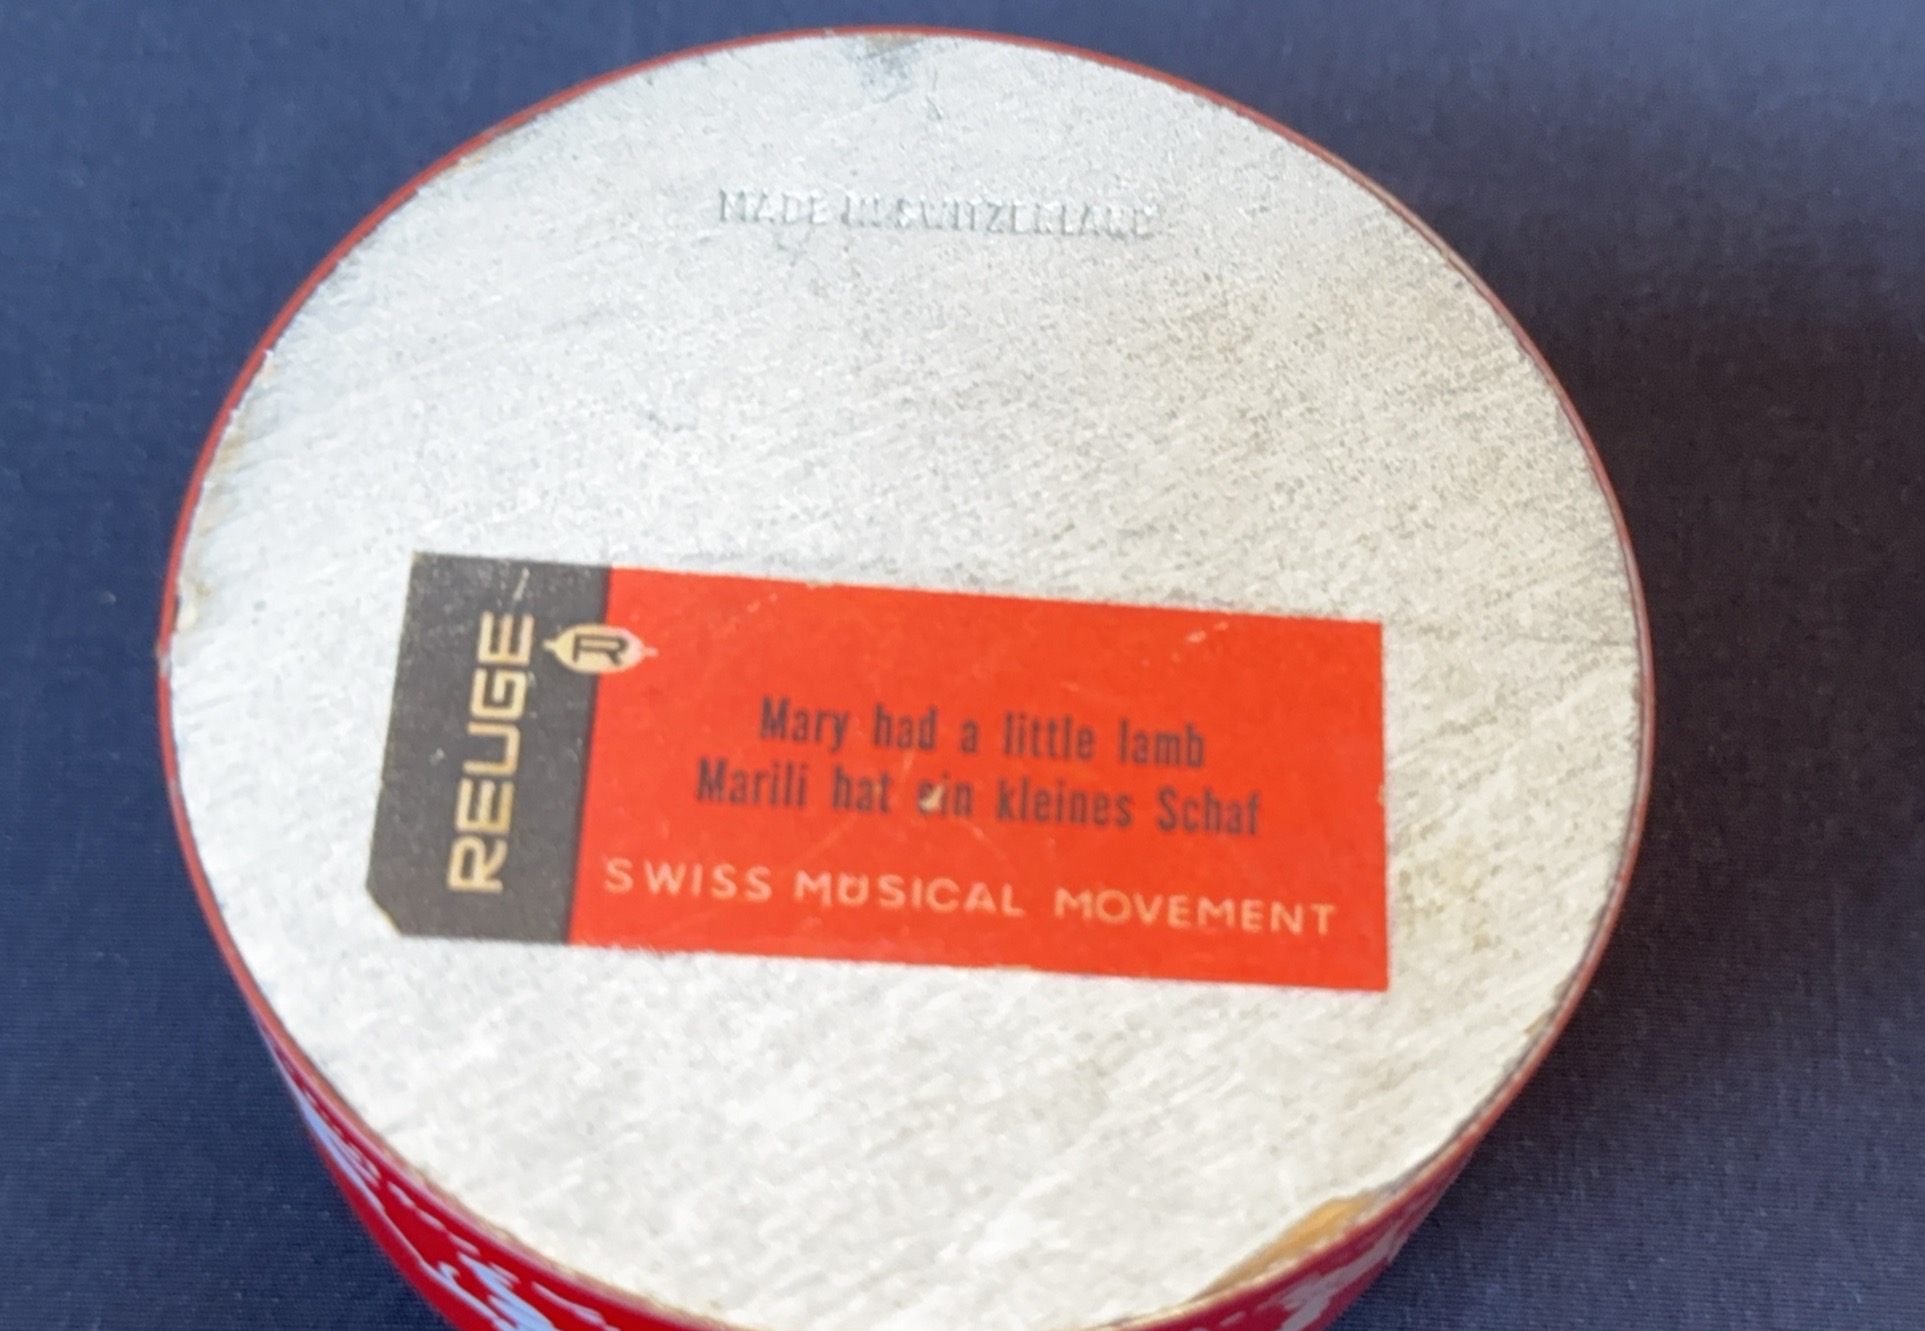 MADE IN SWITZERLAND
REUGE
R
Mary had a little lamb
Marili hat ein kleines Schaf
SWISS MUSICAL MOVEMENT